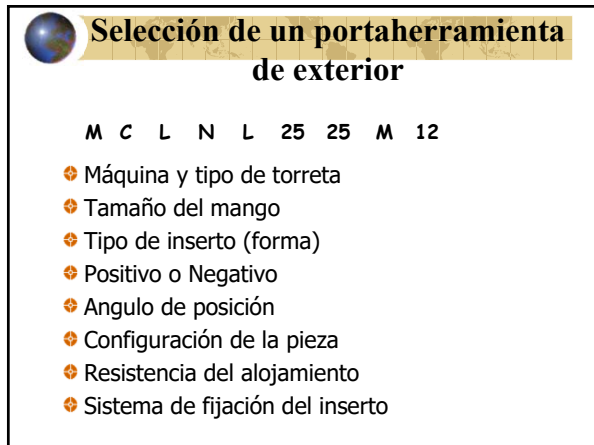 Selección de un portaherramienta
de exterior
M C L N L 25 25 M 12
Máquina y tipo de torreta
Tamaño del mango
Tipo de inserto (forma)
Positivo o Negativo
Angulo de posición
Configuración de la pieza
Resistencia del alojamiento
Sistema de fijación del inserto